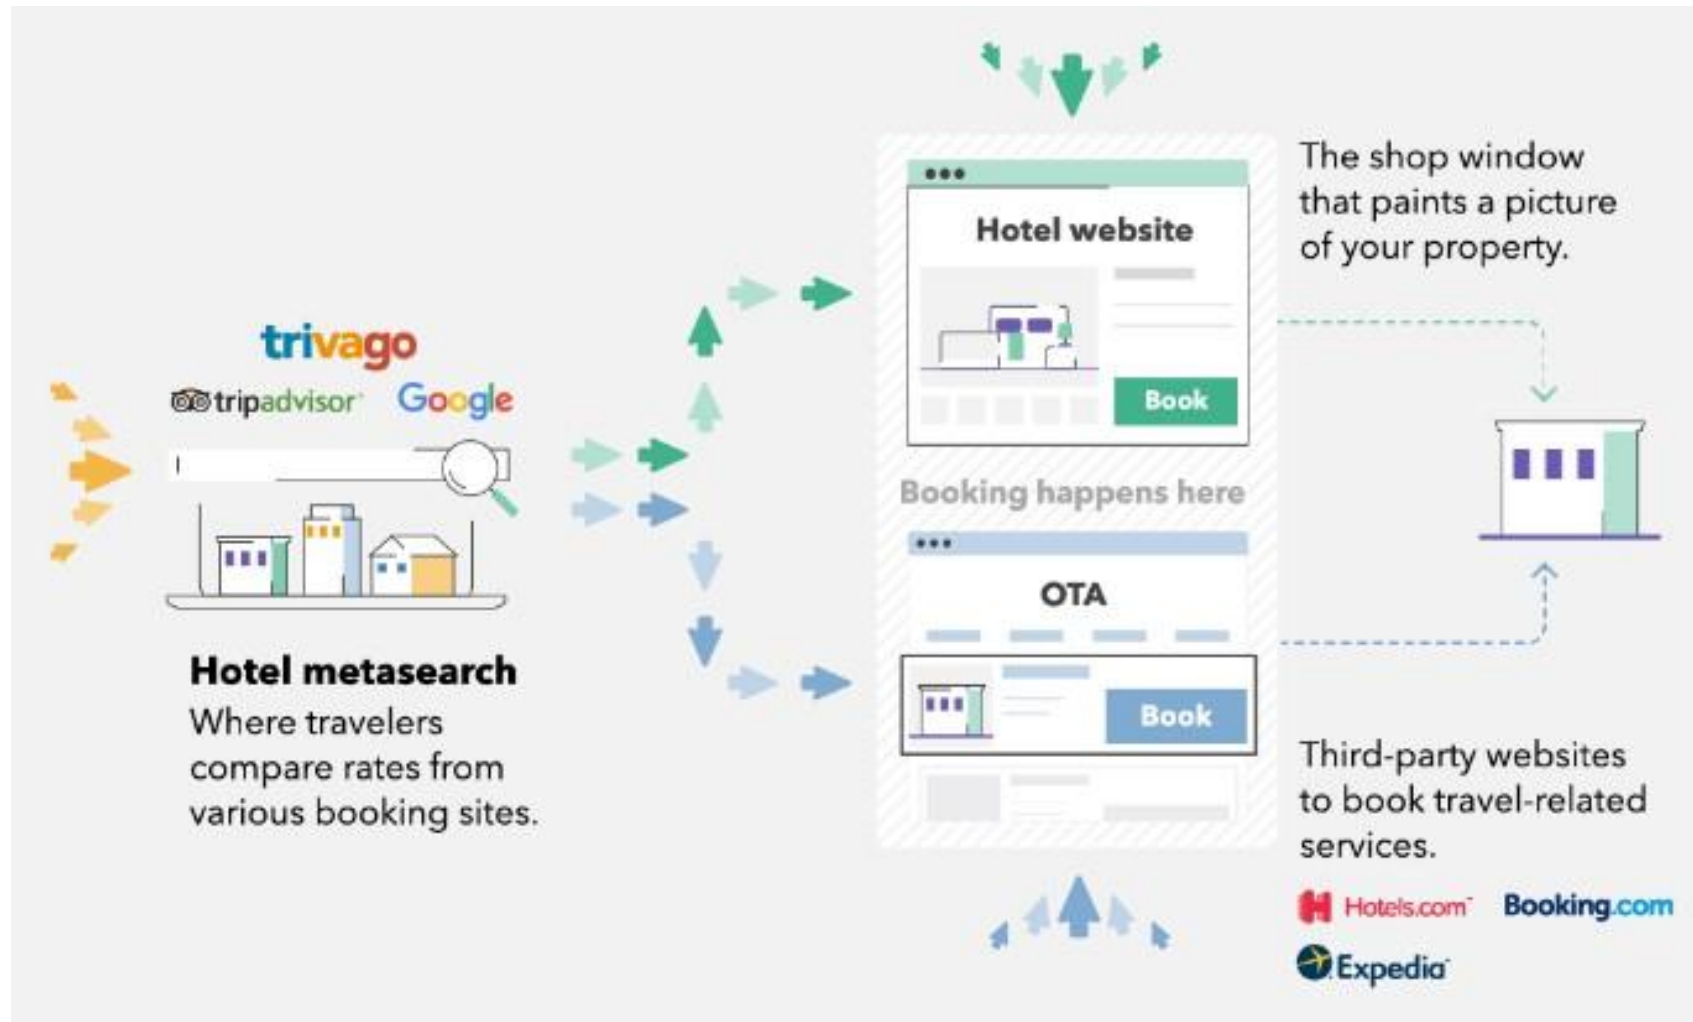 trivago
tripadvisor
Google
Hotel metasearch
Where travelers
compare rates from
various booking sites.
Hotel website
Book
Booking happens here
OTA
Book
The shop window
that paints a picture
of your property.
Third-party websites
to book travel-related
services.
Hotels.com
Booking.com
Expedia